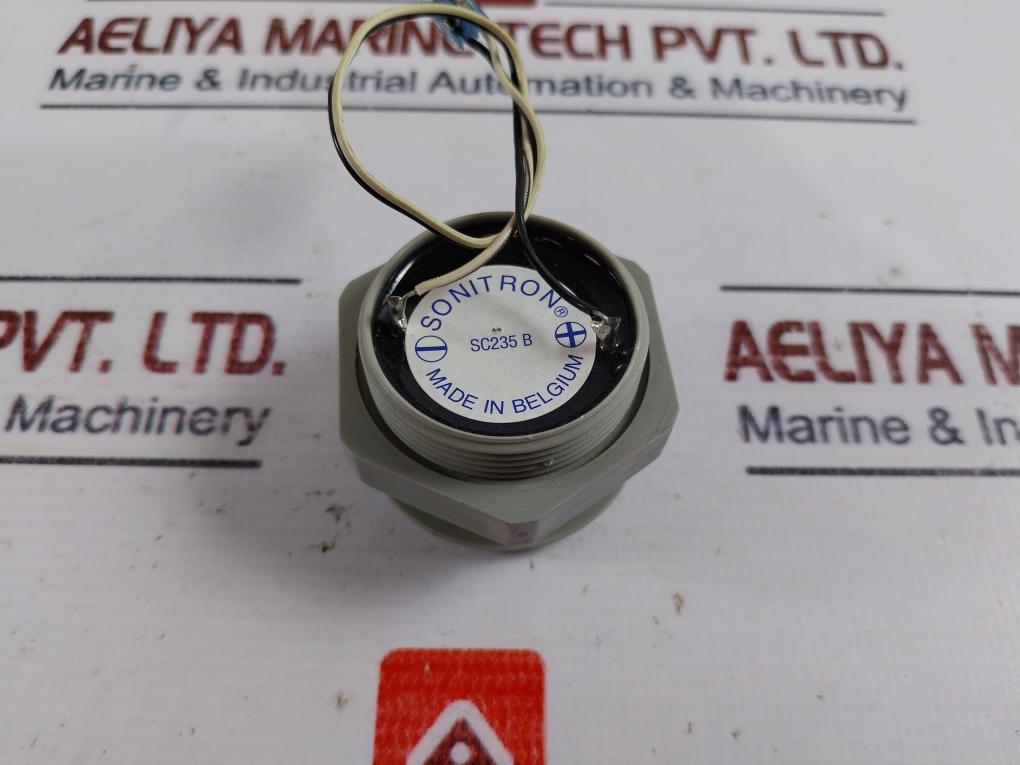 AELIYA MARINE TECH PVT. LTD.
Marine & Industrial Automation & Machinery
PVT. LTD.
Machinery
AELIYA M
Marine & In
SONITRON®
SC235 B
MADE IN BELGIUM